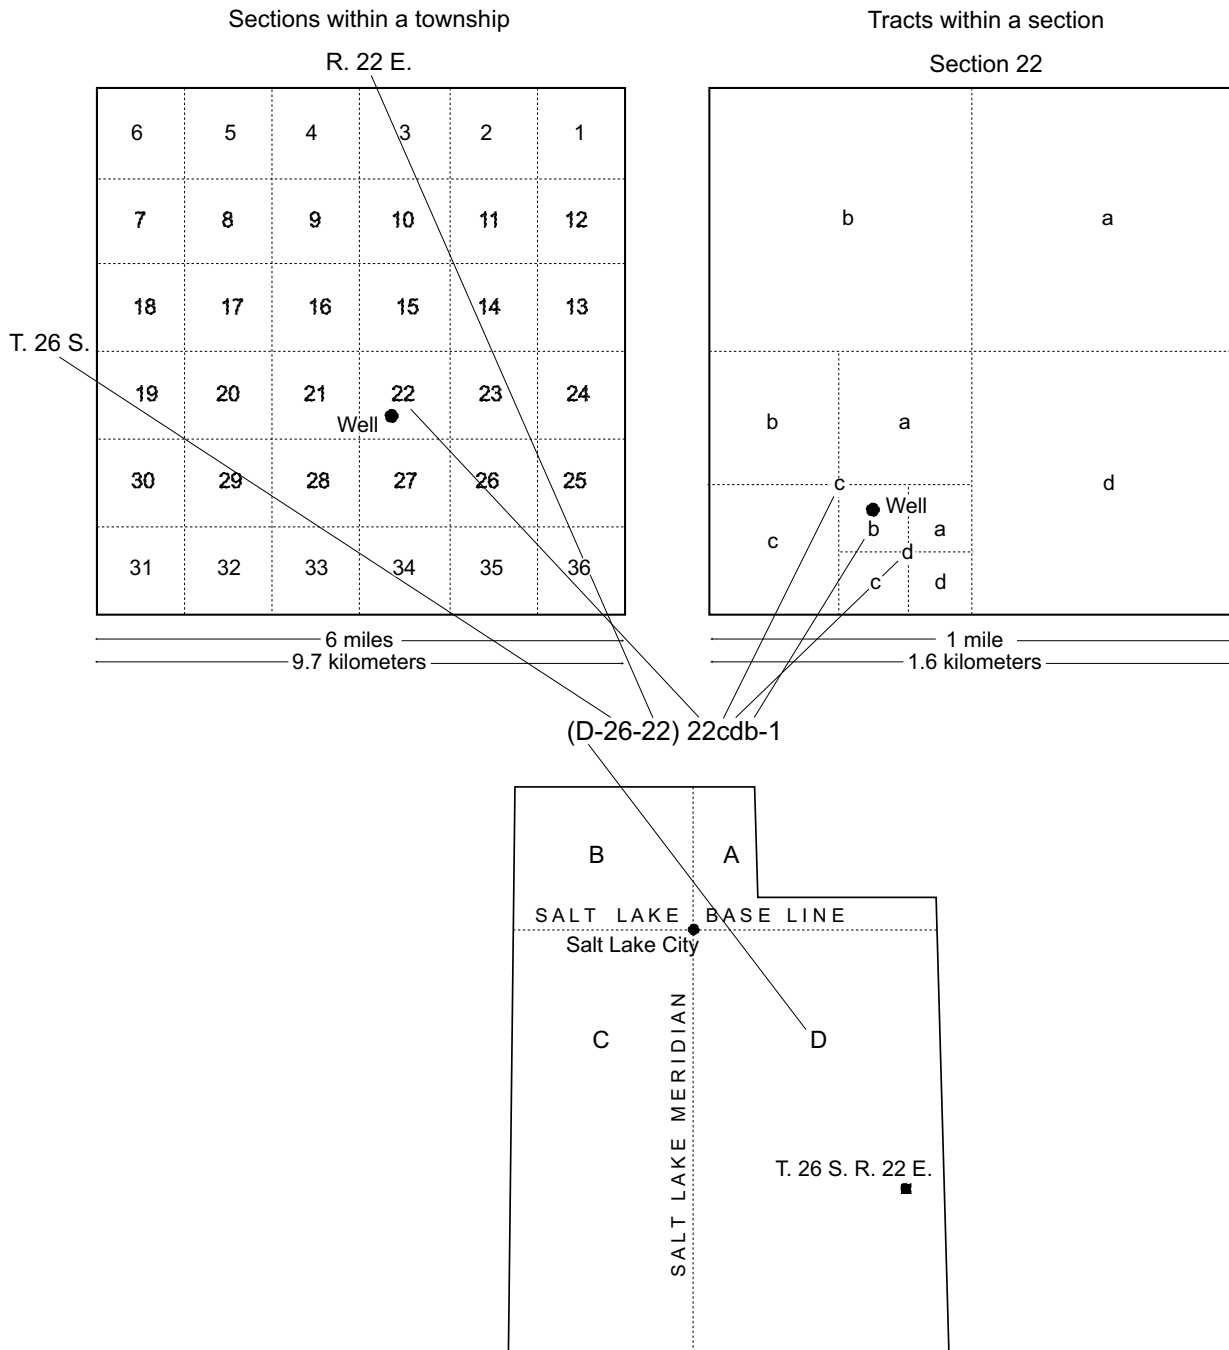 Sections within a township
R. 22 E.
6 5 4 3 2 1
7 8 9 10 11 12
18 17 16 15 14 13
T. 26 S.
19 20 21 22 23 24
Well
30 29 28 27 26 25
31 32 33 34 35 36
6 miles
9.7 kilometers
Tracts within a section
Section 22
b a
b a
c d
Well
b a
c
d
c d
1 mile
1.6 kilometers
(D-26-22) 22cdb-1
B A
SALT LAKE BASE LINE
Salt Lake City
SALT LAKE MERIDIAN
C D
T. 26 S. R. 22 E.